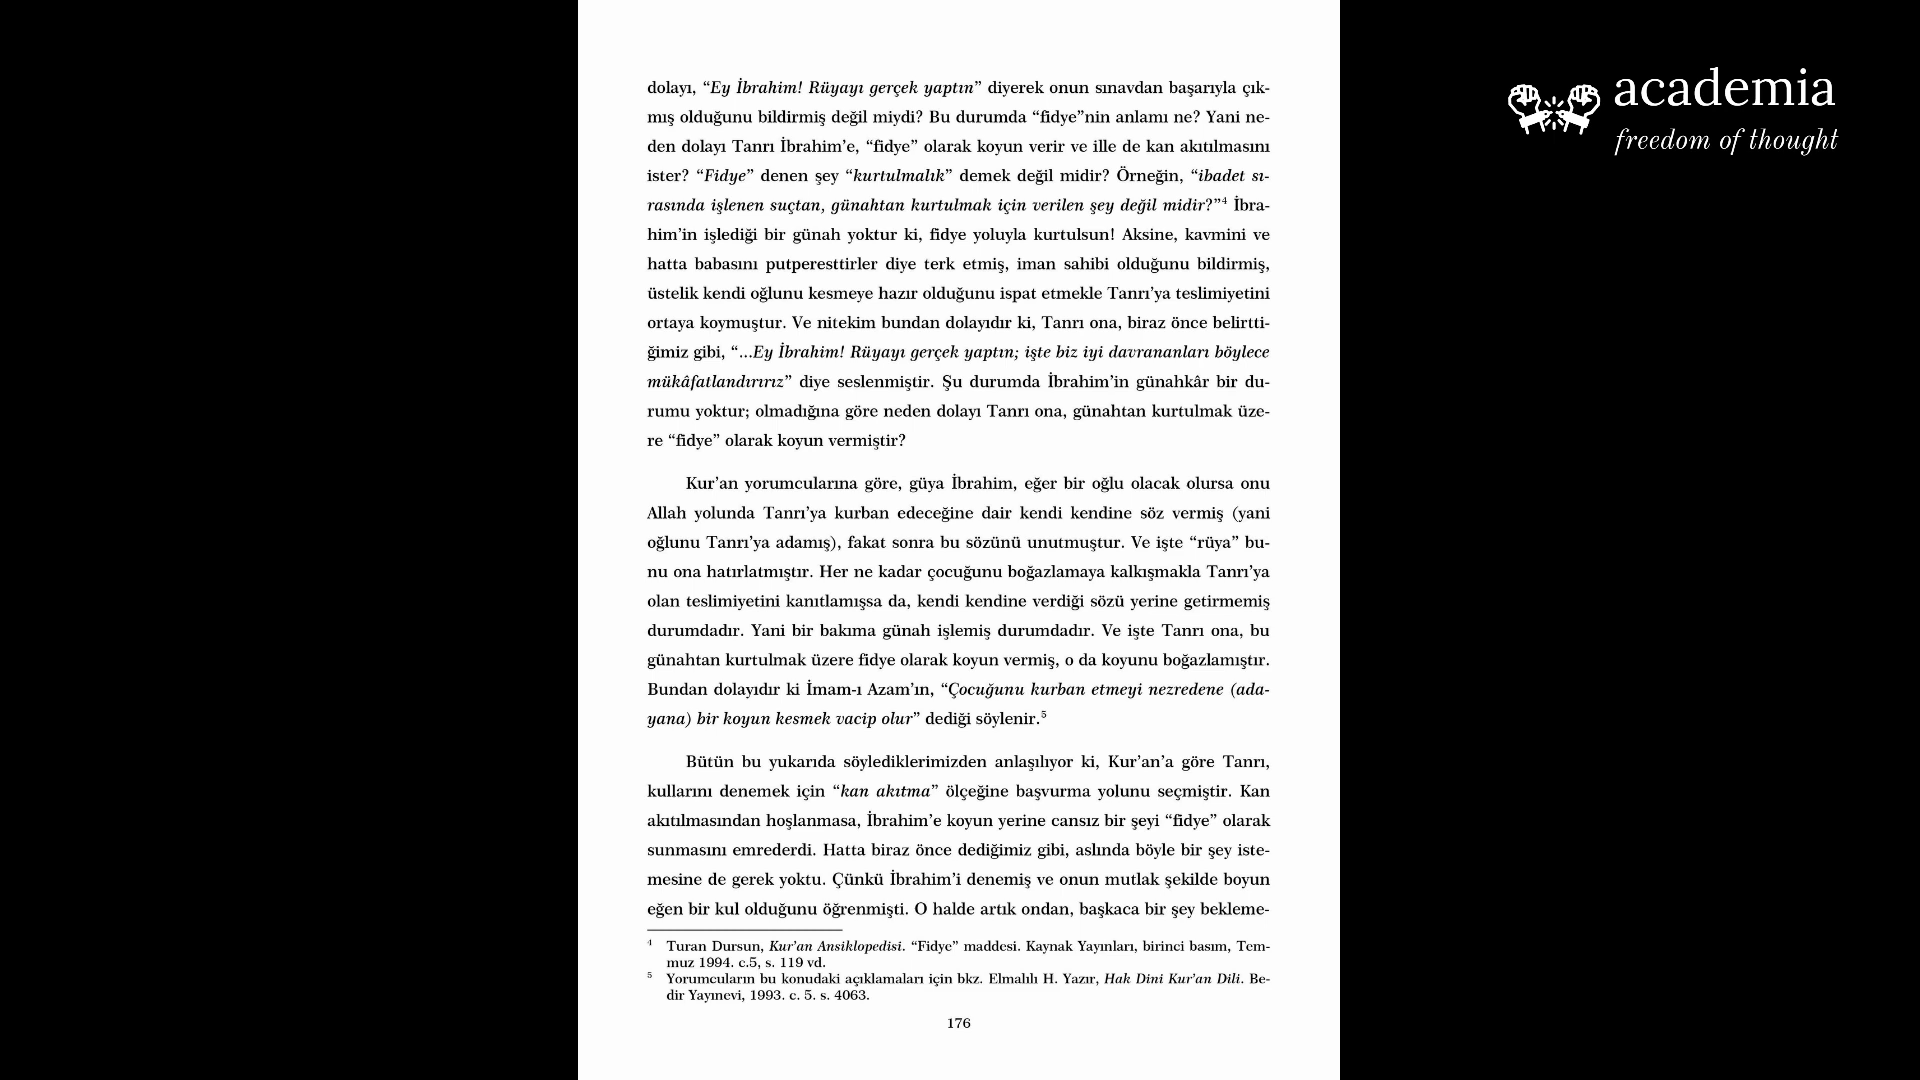 dolayı, “Ey İbrahim! Rüyayı gerçek yaptın” diyerek onun sınavdan başarıyla çık-
mış olduğunu bildirmiş değil miydi? Bu durumda “fidye”nin anlamı ne? Yani ne-
den dolayı Tanrı İbrahim’e, “fidye” olarak koyun verir ve ille de kan akıtılmasını
ister? “Fidye” denen şey “kurtulmalık” demek değil midir? Örneğin, “ibadet sı-
rasında işlenen suçtan, günahtan kurtulmak için verilen şey değil midir?”⁴ İbra-
him’in işlediği bir günah yoktur ki, fidye yoluyla kurtulsun! Aksine, kavmini ve
hatta babasını putperesttirler diye terk etmiş, iman sahibi olduğunu bildirmiş,
üstelik kendi oğlunu kesmeye hazır olduğunu ispat etmekle Tanrı’ya teslimiyetini
ortaya koymuştur. Ve nitekim bundan dolayıdır ki, Tanrı ona, biraz önce belirtti-
ğimiz gibi, “...Ey İbrahim! Rüyayı gerçek yaptın; işte biz iyi davrananları böylece
mükâfatlandırırız” diye seslenmiştir. Şu durumda İbrahim’in günahkâr bir du-
rumu yoktur; olmadığına göre neden dolayı Tanrı ona, günahtan kurtulmak üze-
re “fidye” olarak koyun vermiştir?
Kur’an yorumcularına göre, güya İbrahim, eğer bir oğlu olacak olursa onu
Allah yolunda Tanrı’ya kurban edeceğine dair kendi kendine söz vermiş (yani
oğlunu Tanrı’ya adamış), fakat sonra bu sözünü unutmuştur. Ve işte “rüya” bu-
nu ona hatırlatmıştır. Her ne kadar çocuğunu boğazlamaya kalkışmakla Tanrı’ya
olan teslimiyetini kanıtlamışsa da, kendi kendine verdiği sözü yerine getirmemiş
durumdadır. Yani bir bakıma günah işlemiş durumdadır. Ve işte Tanrı ona, bu
günahtan kurtulmak üzere fidye olarak koyun vermiş, o da koyunu boğazlamıştır.
Bundan dolayıdır ki İmam-ı Azam’ın, “Çocuğunu kurban etmeyi nezredene (ada-
yana) bir koyun kesmek vacip olur” dediği söylenir.⁵
Bütün bu yukarıda söylediklerimizden anlaşılıyor ki, Kur’an’a göre Tanrı,
kullarını denemek için “kan akıtma” ölçeğine başvurma yolunu seçmiştir. Kan
akıtılmasından hoşlanmasa, İbrahim’e koyun yerine cansız bir şeyi “fidye” olarak
sunmasını emrederdi. Hatta biraz önce dediğimiz gibi, aslında böyle bir şey iste-
mesine de gerek yoktu. Çünkü İbrahim’i denemiş ve onun mutlak şekilde boyun
eğen bir kul olduğunu öğrenmişti. O halde artık ondan, başkaca bir şey bekleme-
⁴ Turan Dursun, Kur’an Ansiklopedisi. “Fidye” maddesi. Kaynak Yayınları, birinci basım, Tem-
muz 1994. c.5, s. 119 vd.
⁵ Yorumcuların bu konudaki açıklamaları için bkz. Elmalılı H. Yazır, Hak Dini Kur’an Dili. Be-
dir Yayınevi, 1993. c. 5. s. 4063.
176
academia
freedom of thought